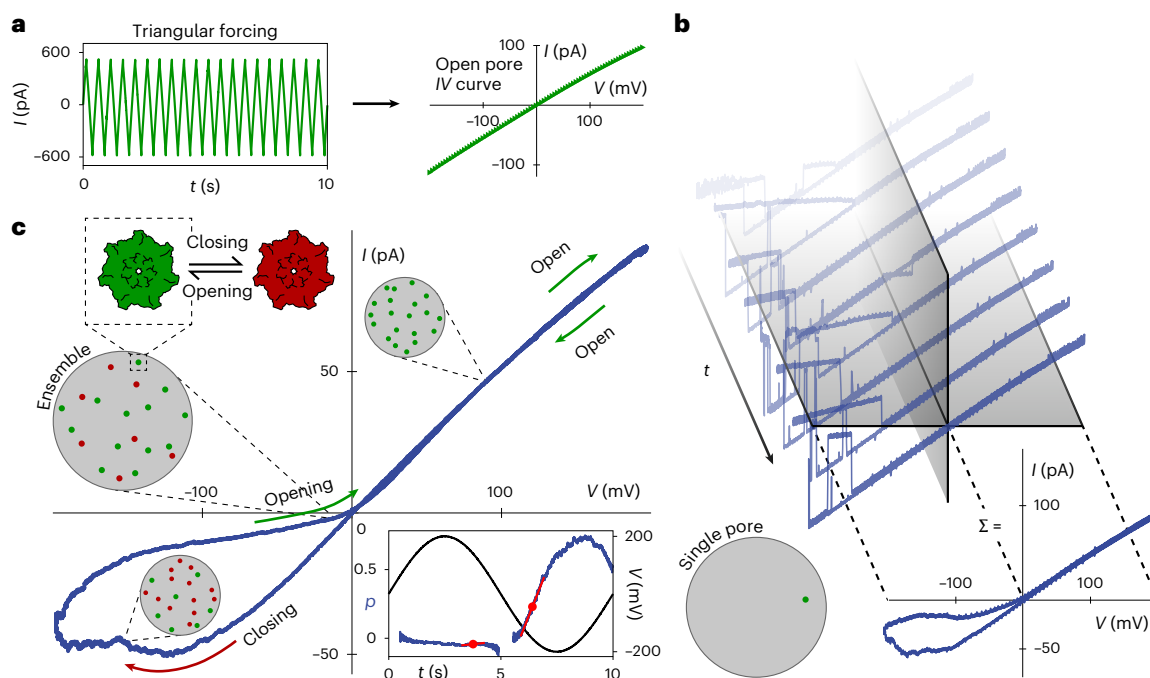 a
Triangular forcing
I (pA)
600
0
−600
0
10
t (s)
Open pore
IV curve
100
I (pA)
V (mV)
−100
100
−100
b
t
Σ =
I (pA)
100
−100
100
V (mV)
−50
Single pore
c
Closing
Opening
Ensemble
I (pA)
Open
Open
50
−100
Opening
100
V (mV)
Closing
−50
0
0.5
p
0
0
5
10
t (s)
200
V (mV)
−200